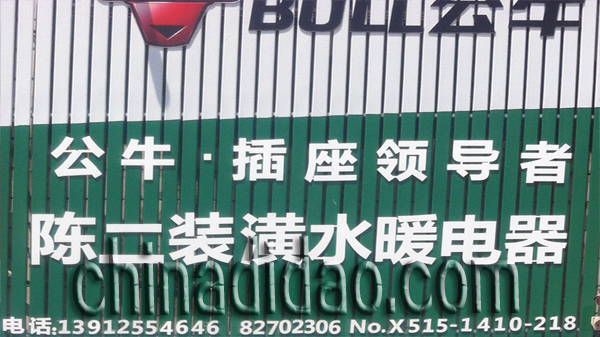 BULL公牛
公牛·插座领导者
陈二装潢水暖电器
chinadidao.com
电话:13912554646 82702306 No.X515-1410-218